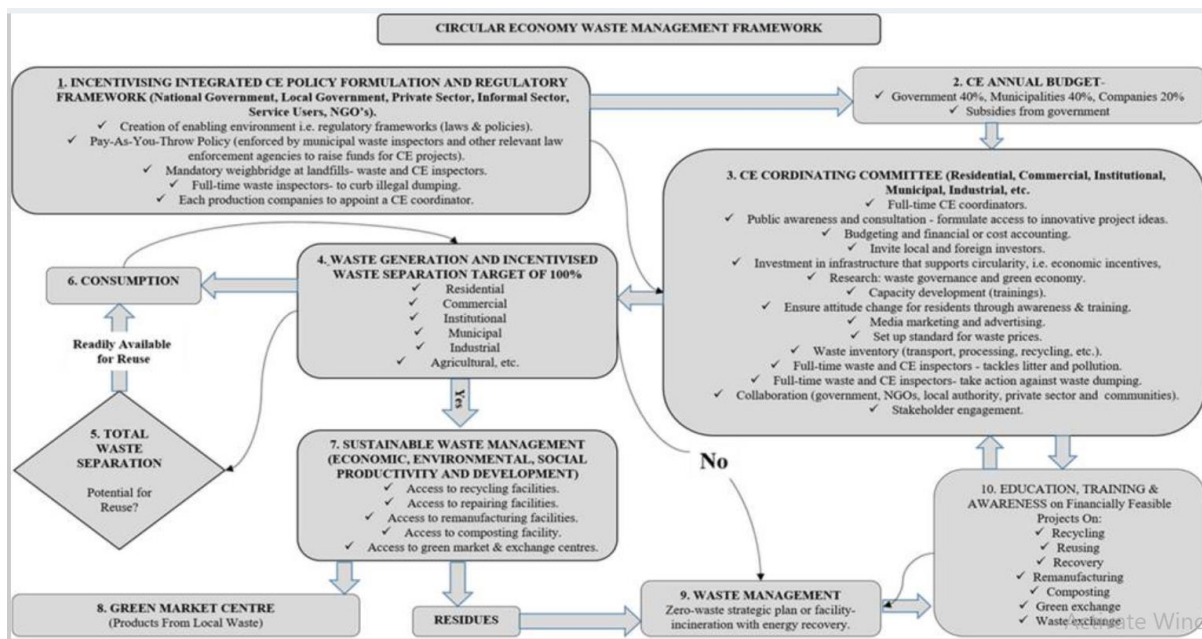 CIRCULAR ECONOMY WASTE MANAGEMENT FRAMEWORK
1. INCENTIVISING INTEGRATED CE POLICY FORMULATION AND REGULATORY
FRAMEWORK (National Government, Local Government, Private Sector, Informal Sector,
Service Users, NGO's).
✓ Creation of enabling environment i.e. regulatory frameworks (laws & policies).
✓ Pay-As-You-Throw Policy (enforced by municipal waste inspectors and other relevant law
enforcement agencies to raise funds for CE projects).
✓ Mandatory weighbridge at landfills- waste and CE inspectors.
✓ Full-time waste inspectors- to curb illegal dumping.
✓ Each production companies to appoint a CE coordinator.
2. CE ANNUAL BUDGET-
✓ Government 40%, Municipalities 40%, Companies 20%
✓ Subsidies from government
3. CE CORDINATING COMMITTEE (Residential, Commercial, Institutional,
Municipal, Industrial, etc.
✓ Full-time CE coordinators.
✓ Public awareness and consultation - formulate access to innovative project ideas.
✓ Budgeting and financial or cost accounting.
✓ Invite local and foreign investors.
✓ Investment in infrastructure that supports circularity, i.e. economic incentives,
✓ Research: waste governance and green economy.
✓ Capacity development (trainings).
✓ Ensure attitude change for residents through awareness & training.
✓ Media marketing and advertising.
✓ Set up standard for waste prices.
✓ Waste inventory (transport, processing, recycling, etc.).
✓ Full-time waste and CE inspectors - tackles litter and pollution.
✓ Full-time waste and CE inspectors- take action against waste dumping.
✓ Collaboration (government, NGOs, local authority, private sector and communities).
✓ Stakeholder engagement.
4. WASTE GENERATION AND INCENTIVISED
WASTE SEPARATION TARGET OF 100%
✓ Residential
✓ Commercial
✓ Institutional
✓ Municipal
✓ Industrial
✓ Agricultural, etc.
6. CONSUMPTION
Readily Available
for Reuse
5. TOTAL
WASTE
SEPARATION
Potential for
Reuse?
Yes
No
7. SUSTAINABLE WASTE MANAGEMENT
(ECONOMIC, ENVIRONMENTAL, SOCIAL
PRODUCTIVITY AND DEVELOPMENT)
✓ Access to recycling facilities.
✓ Access to repairing facilities.
✓ Access to remanufacturing facilities.
✓ Access to composting facility.
✓ Access to green market & exchange centres.
8. GREEN MARKET CENTRE
(Products From Local Waste)
RESIDUES
9. WASTE MANAGEMENT
Zero-waste strategic plan or facility-
incineration with energy recovery.
10. EDUCATION, TRAINING &
AWARENESS on Financially Feasible
Projects On:
✓ Recycling
✓ Reusing
✓ Recovery
✓ Remanufacturing
✓ Composting
✓ Green exchange
✓ Waste exchange
Activate Wind